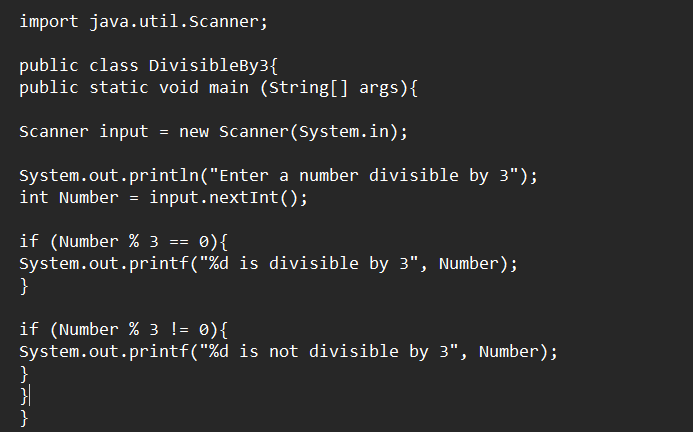 import java.util.Scanner;
public class DivisibleBy3{
public static void main (String[] args){
Scanner input = new Scanner(System.in);
System.out.println("Enter a number divisible by 3");
int Number = input.nextInt();
if (Number % 3 == 0){
System.out.printf("%d is divisible by 3", Number);
}
if (Number % 3 != 0){
System.out.printf("%d is not divisible by 3", Number);
}
}
}